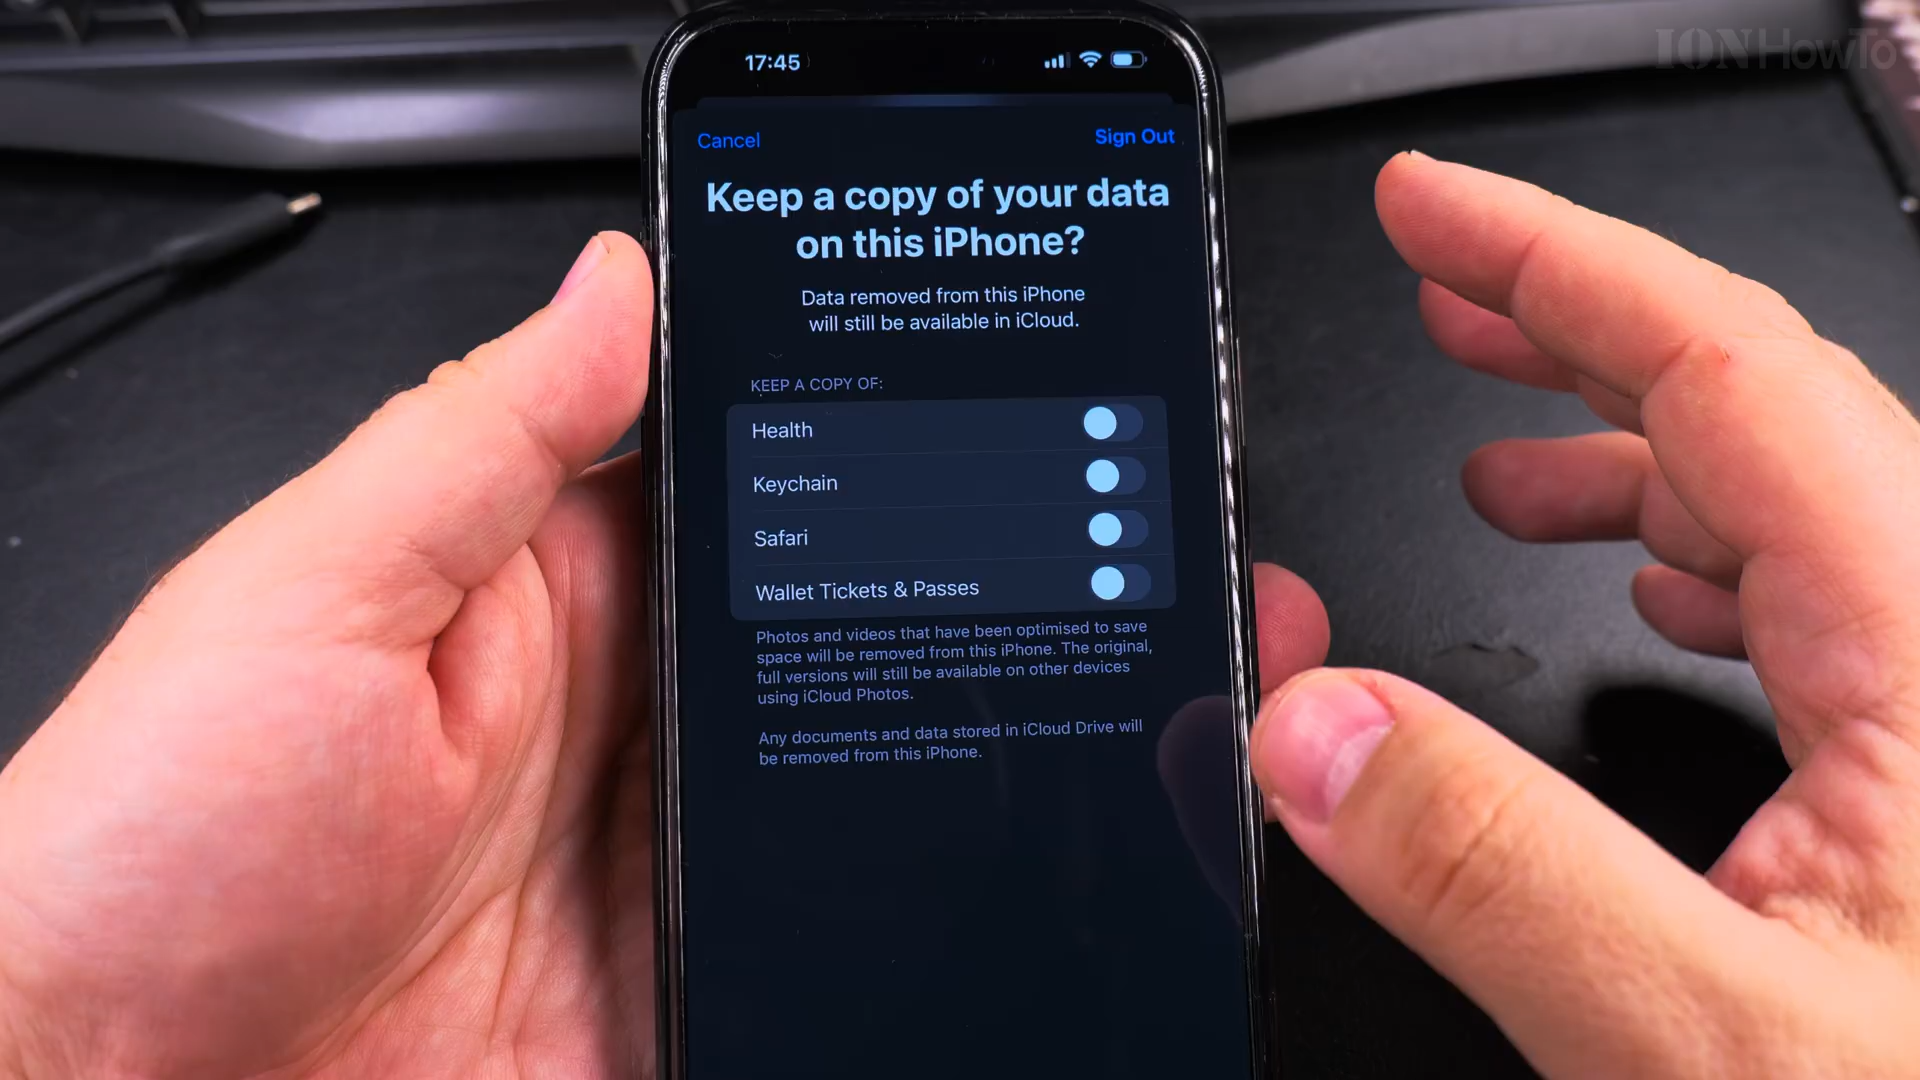 IONHowTo
17:45
Cancel
Sign Out
Keep a copy of your data
on this iPhone?
Data removed from this iPhone
will still be available in iCloud.
KEEP A COPY OF:
Health
Keychain
Safari
Wallet Tickets & Passes
Photos and videos that have been optimised to save
space will be removed from this iPhone. The original,
full versions will still be available on other devices
using iCloud Photos.
Any documents and data stored in iCloud Drive will
be removed from this iPhone.